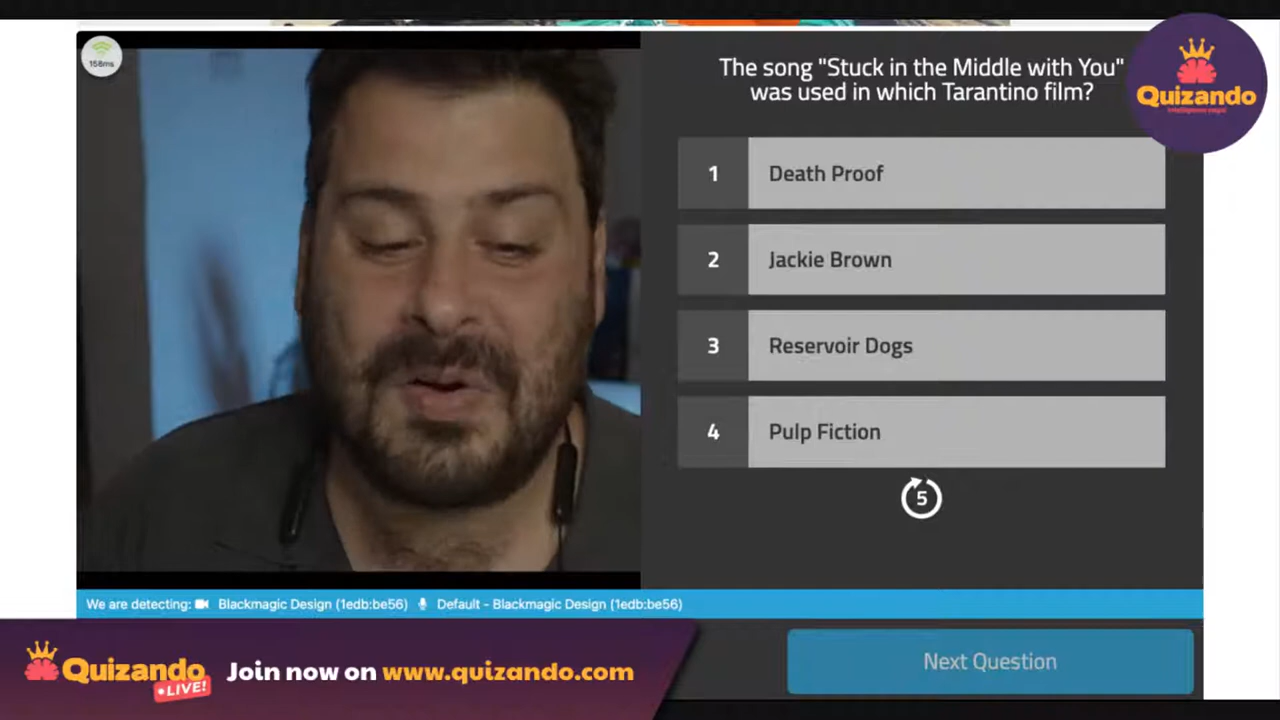 158ms
The song "Stuck in the Middle with You"
was used in which Tarantino film?
Quizando
1 Death Proof
2 Jackie Brown
3 Reservoir Dogs
4 Pulp Fiction
5
We are detecting: Blackmagic Design (1edb:be56) Default - Blackmagic Design (1edb:be56)
Quizando
LIVE!
Join now on www.quizando.com
Next Question